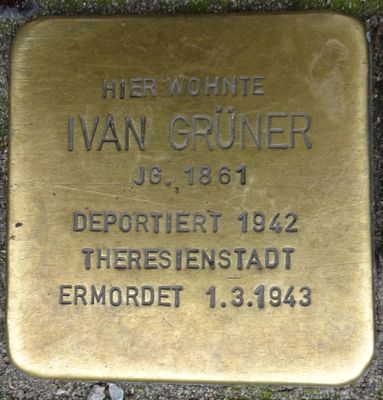 HIER WOHNTE
IVAN GRÜNER
JG. 1861
DEPORTIERT 1942
THERESIENSTADT
ERMORDET 1.3.1943